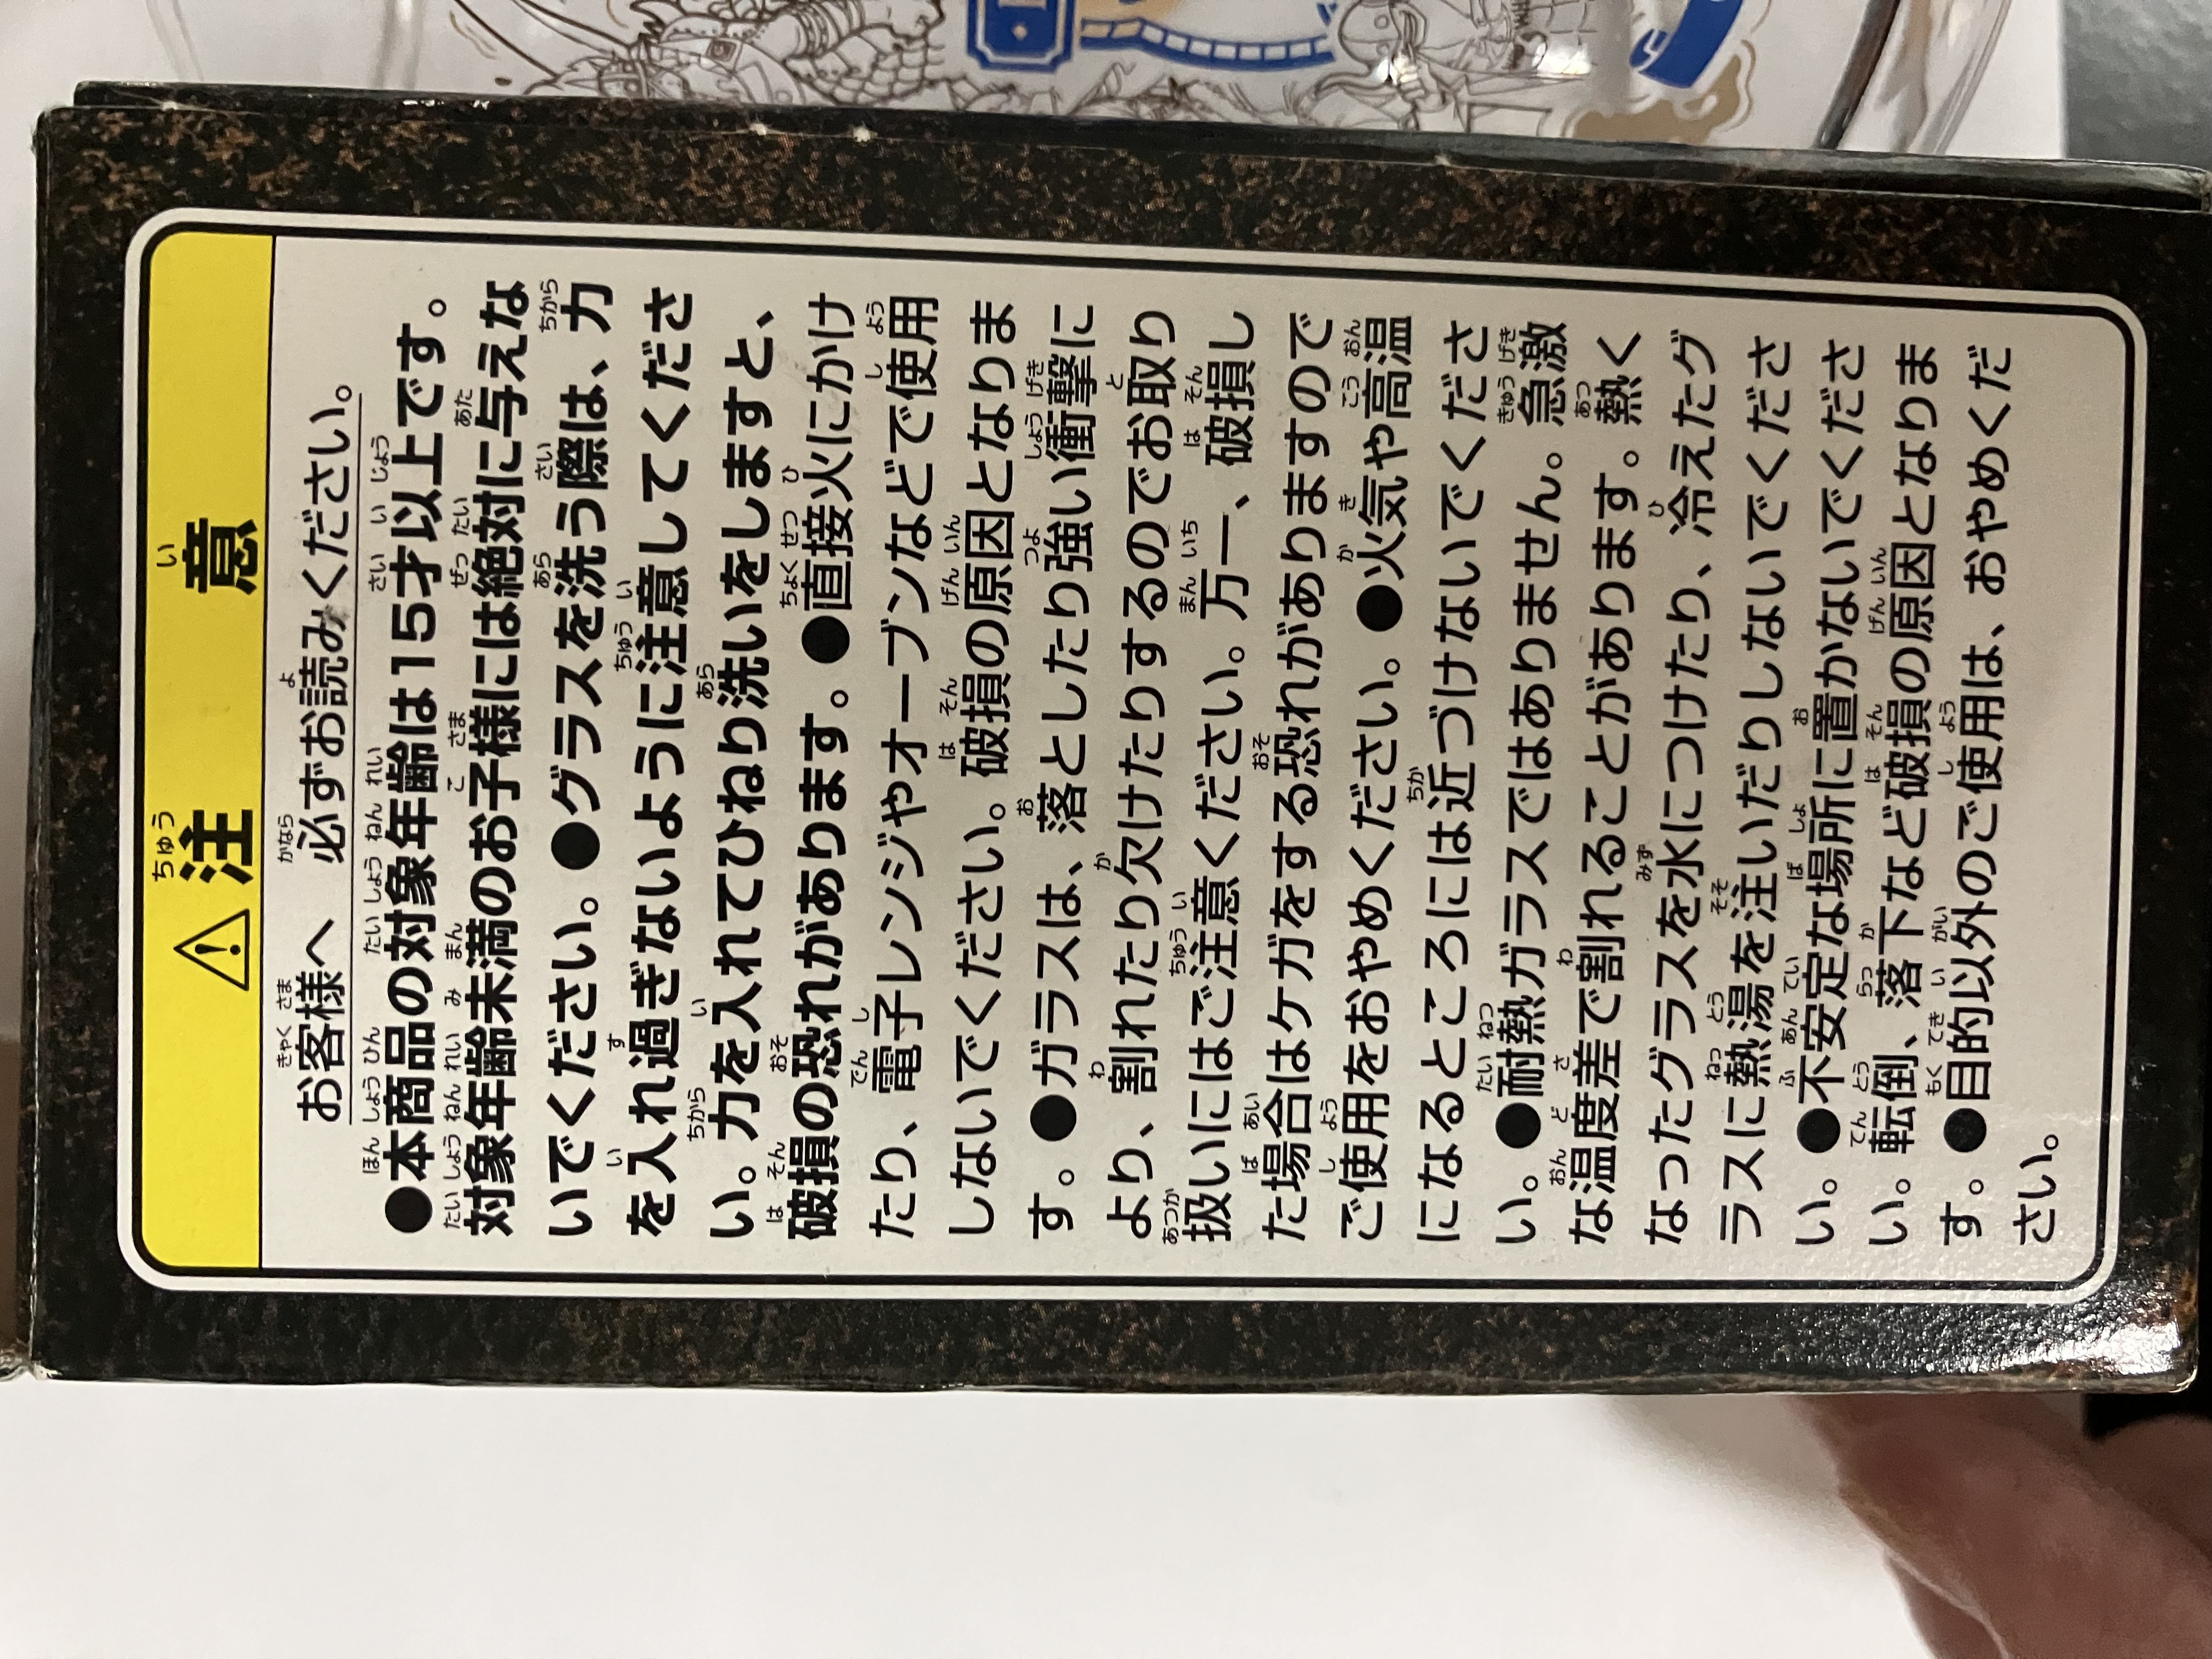 ⚠注意
お客様へ 必ずお読みください。
●本商品の対象年齢は15才以上です。
対象年齢未満のお子様には絶対に与えな
いでください。●グラスを洗う際は、力
を入れ過ぎないように注意してくださ
い。力を入れてひねり洗いをしますと、
破損の恐れがあります。●直接火にかけ
たり、電子レンジやオーブンなどで使用
しないでください。破損の原因となりま
す。●ガラスは、落としたり強い衝撃に
より、割れたり欠けたりするのでお取り
扱いにはご注意ください。万一、破損し
た場合はケガをする恐れがありますので
ご使用をおやめください。●火気や高温
になるところには近づけないでくださ
い。●耐熱ガラスではありません。急激
な温度差で割れることがあります。熱く
なったグラスを水につけたり、冷えたグ
ラスに熱湯を注いだりしないでくださ
い。●不安定な場所に置かないでくださ
い。転倒、落下など破損の原因となりま
す。●目的以外のご使用は、おやめくだ
さい。